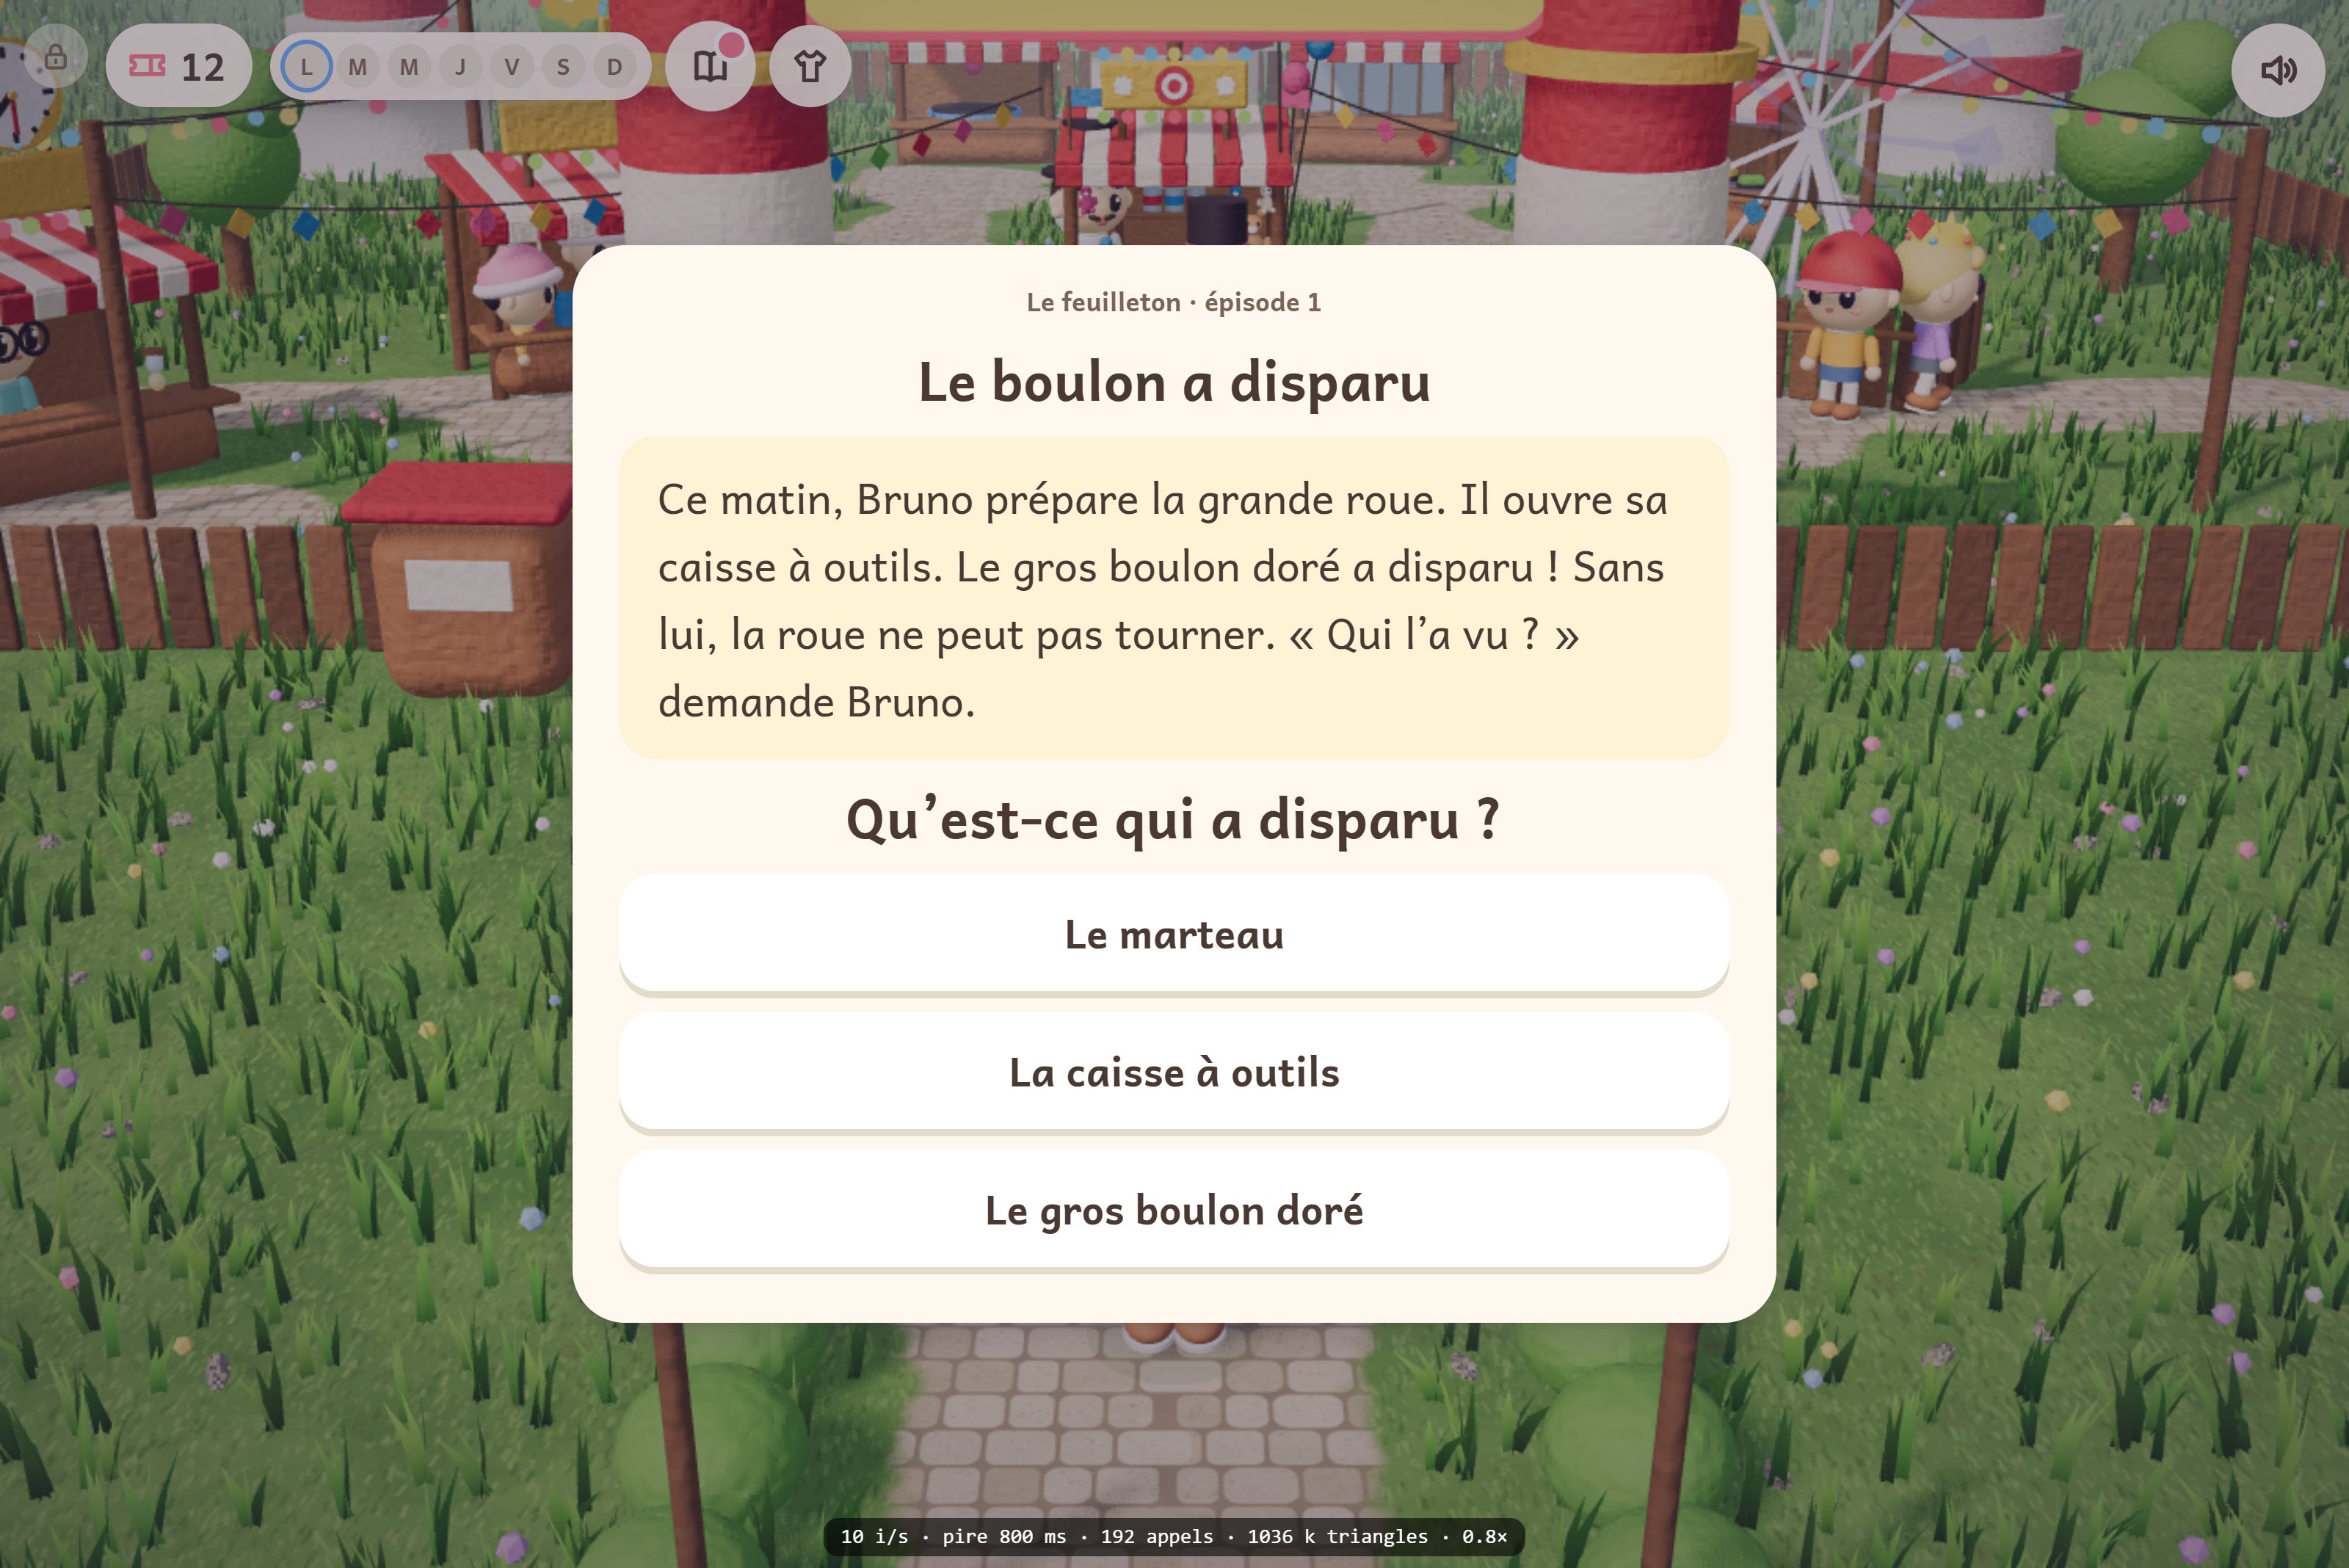 12
L M M J V S D
Le feuilleton · épisode 1
Le boulon a disparu
Ce matin, Bruno prépare la grande roue. Il ouvre sa
caisse à outils. Le gros boulon doré a disparu ! Sans
lui, la roue ne peut pas tourner. « Qui l’a vu ? »
demande Bruno.
Qu’est-ce qui a disparu ?
Le marteau
La caisse à outils
Le gros boulon doré
10 i/s · pire 800 ms · 192 appels · 1036 k triangles · 0.8×